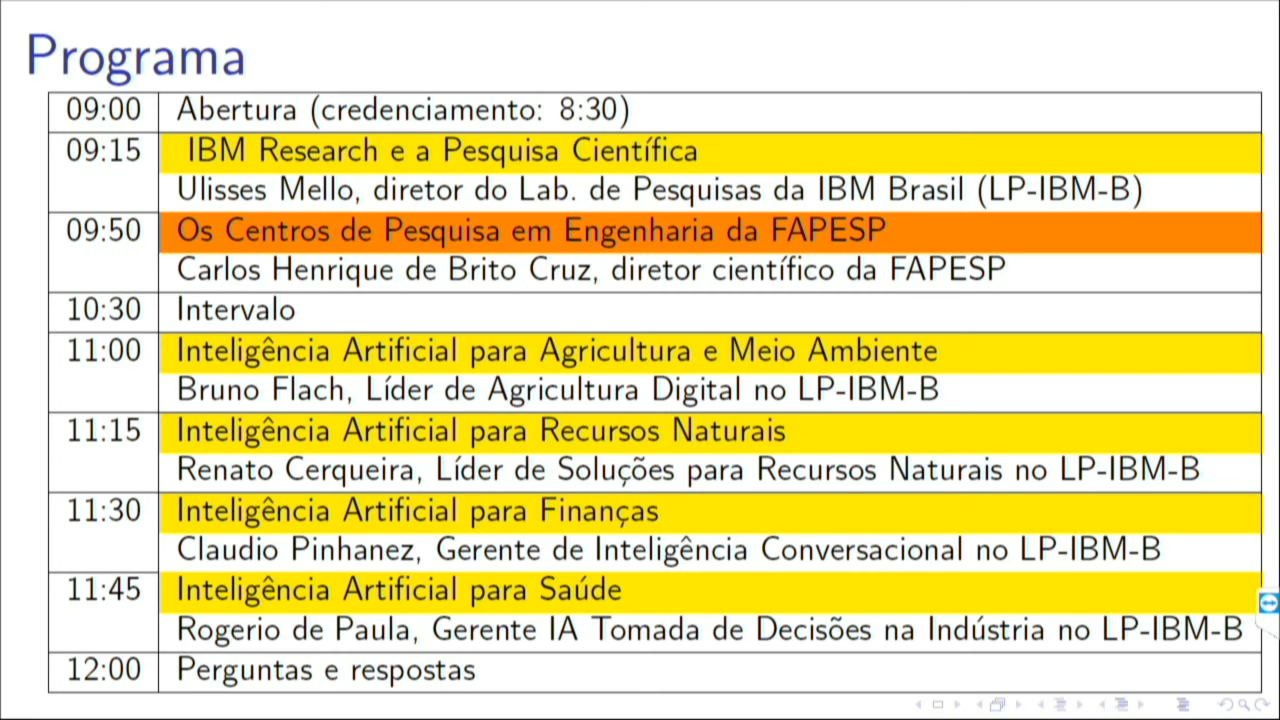 Programa
09:00 Abertura (credenciamento: 8:30)
09:15 IBM Research e a Pesquisa Científica
Ulisses Mello, diretor do Lab. de Pesquisas da IBM Brasil (LP-IBM-B)
09:50 Os Centros de Pesquisa em Engenharia da FAPESP
Carlos Henrique de Brito Cruz, diretor científico da FAPESP
10:30 Intervalo
11:00 Inteligência Artificial para Agricultura e Meio Ambiente
Bruno Flach, Líder de Agricultura Digital no LP-IBM-B
11:15 Inteligência Artificial para Recursos Naturais
Renato Cerqueira, Líder de Soluções para Recursos Naturais no LP-IBM-B
11:30 Inteligência Artificial para Finanças
Claudio Pinhanez, Gerente de Inteligência Conversacional no LP-IBM-B
11:45 Inteligência Artificial para Saúde
Rogerio de Paula, Gerente IA Tomada de Decisões na Indústria no LP-IBM-B
12:00 Perguntas e respostas